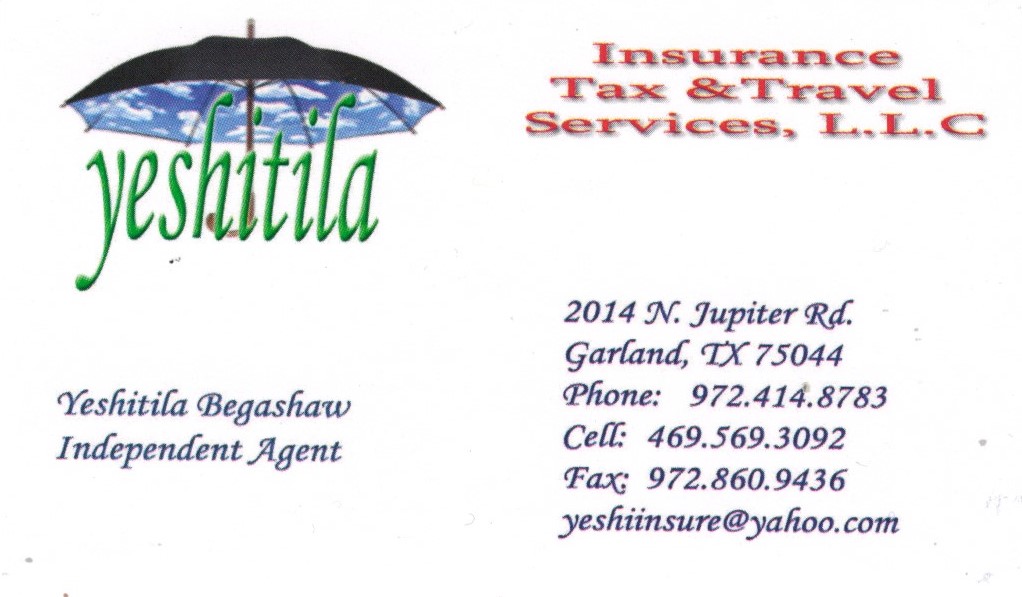 yeshitila
Insurance
Tax &Travel
Services, L.L.C
Yeshitila Begashaw
Independent Agent
2014 N. Jupiter Rd.
Garland, TX 75044
Phone: 972.414.8783
Cell: 469.569.3092
Fax: 972.860.9436
yeshiinsure@yahoo.com